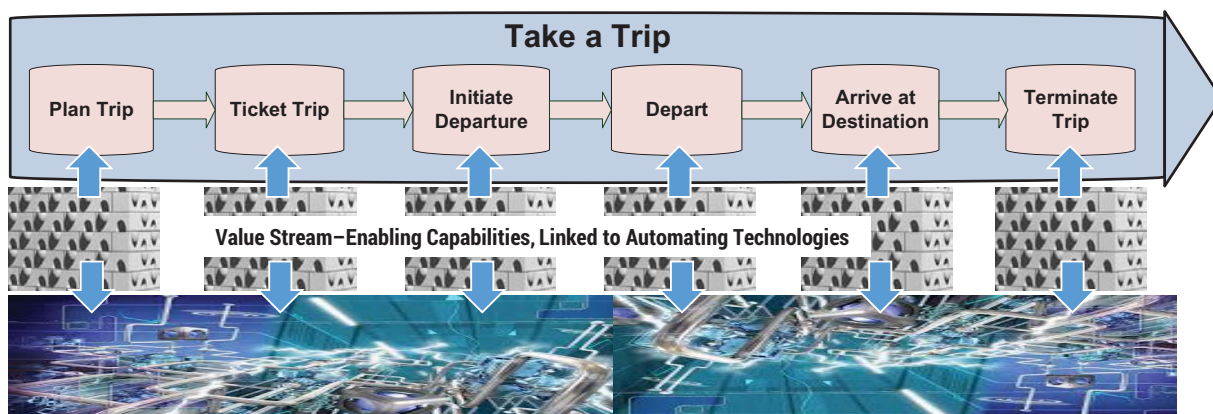 Take a Trip
Plan Trip
Ticket Trip
Initiate
Departure
Depart
Arrive at
Destination
Terminate
Trip
Value Stream–Enabling Capabilities, Linked to Automating Technologies